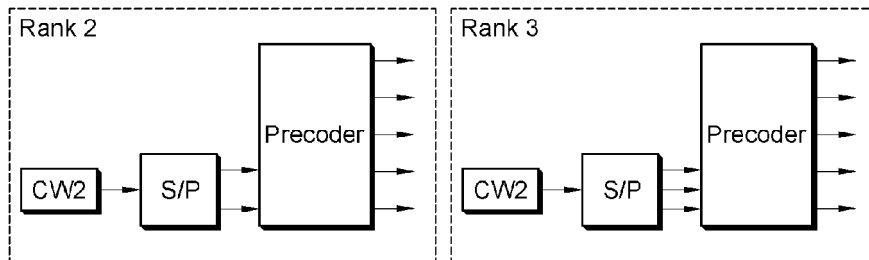 Rank 2
Precoder
CW2
S/P
Rank 3
Precoder
CW2
S/P